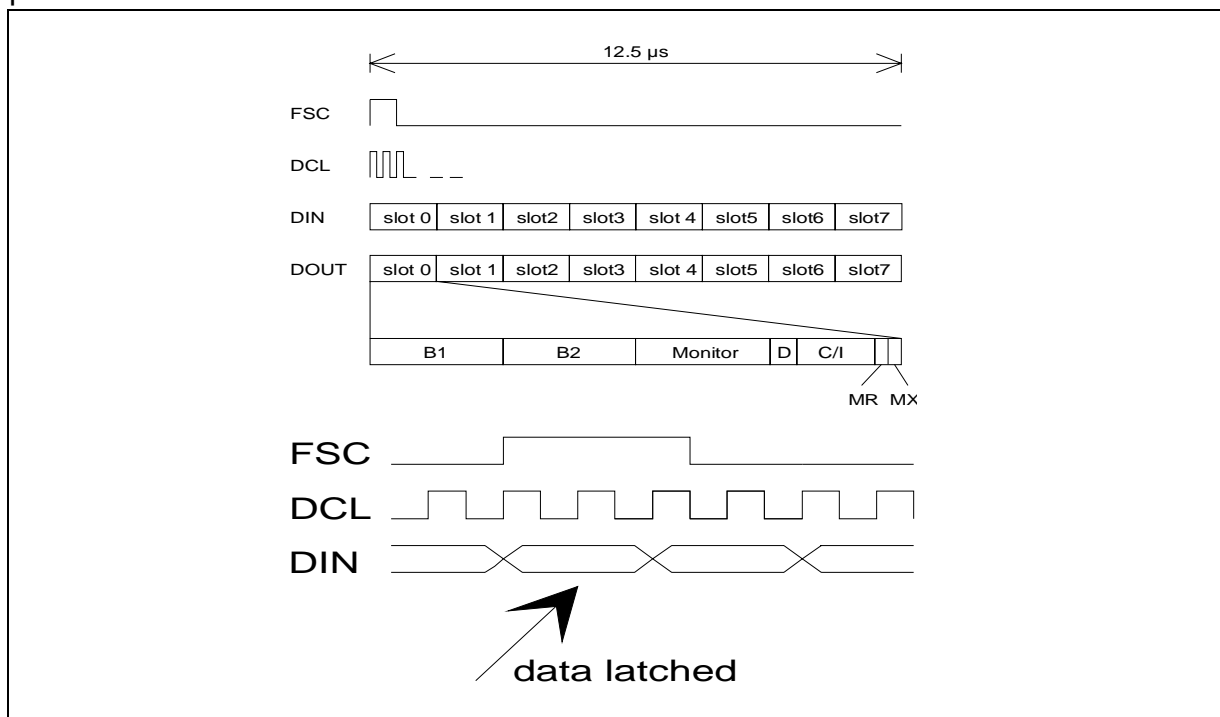 12.5 µs
FSC
DCL
DIN slot 0 slot 1 slot2 slot3 slot 4 slot5 slot6 slot7
DOUT slot 0 slot 1 slot2 slot3 slot 4 slot5 slot6 slot7
B1 B2 Monitor D C/I
MR MX
FSC
DCL
DIN
data latched